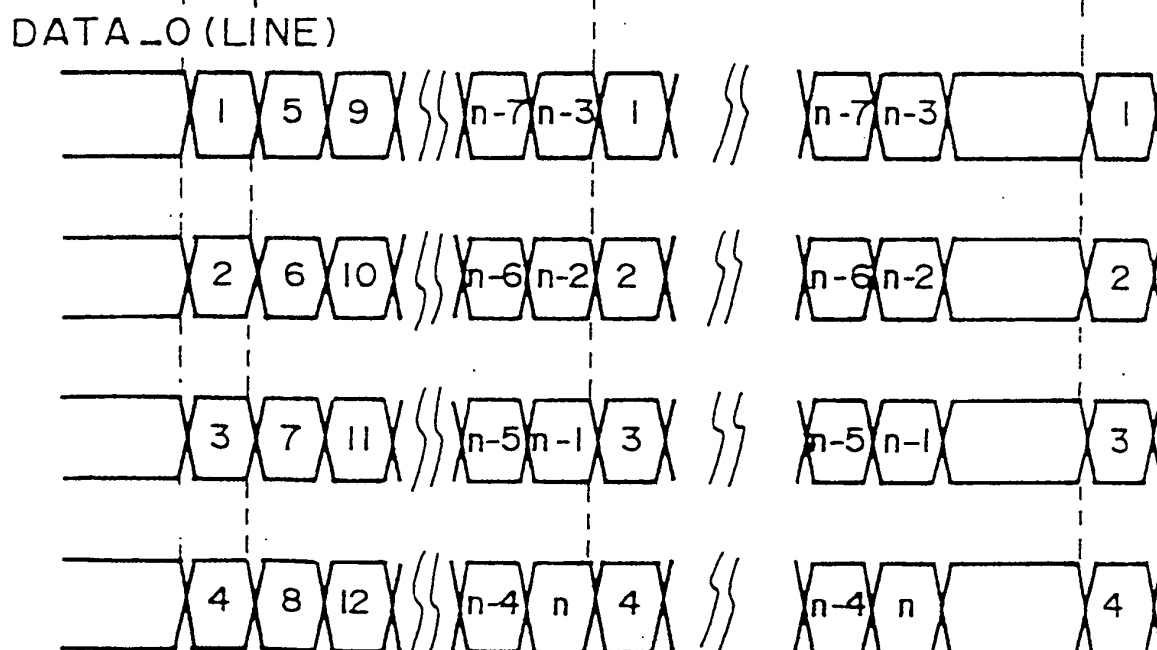 DATA_0 (LINE)
1 5 9 n-7 n-3 1 n-7 n-3 1
2 6 10 n-6 n-2 2 n-6 n-2 2
3 7 11 n-5 n-1 3 n-5 n-1 3
4 8 12 n-4 n 4 n-4 n 4